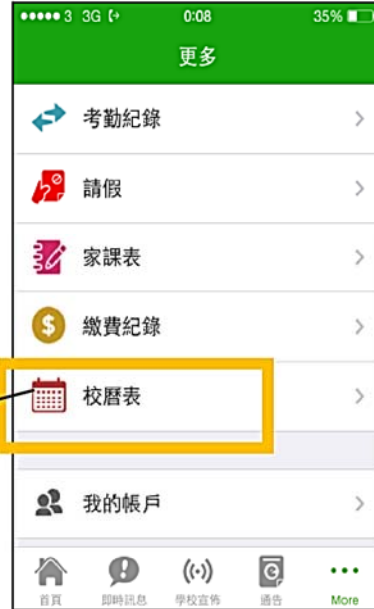 3 3G 0:08 35%
更多
考勤紀錄
請假
家課表
繳費紀錄
校曆表
我的帳戶
首頁 即時訊息 學校宣佈 通告 More